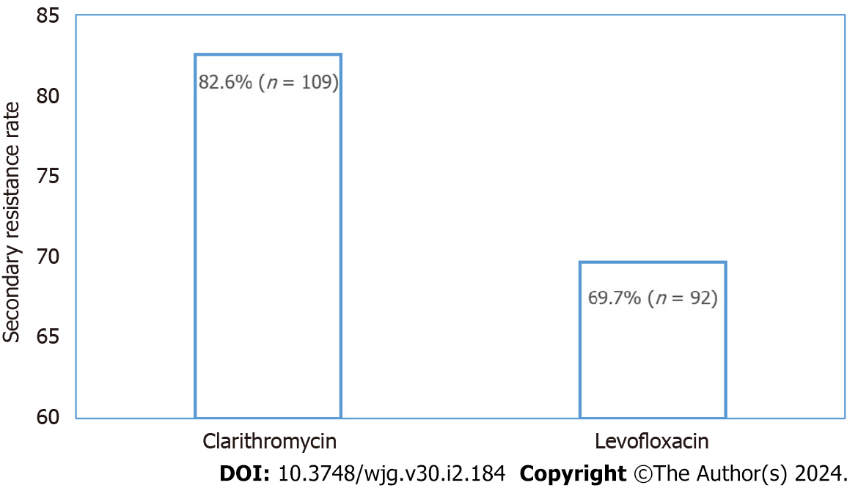 85
80
75
70
65
60
Secondary resistance rate
82.6% (n = 109)
69.7% (n = 92)
Clarithromycin
Levofloxacin
DOI: 10.3748/wjg.v30.i2.184 Copyright ©The Author(s) 2024.